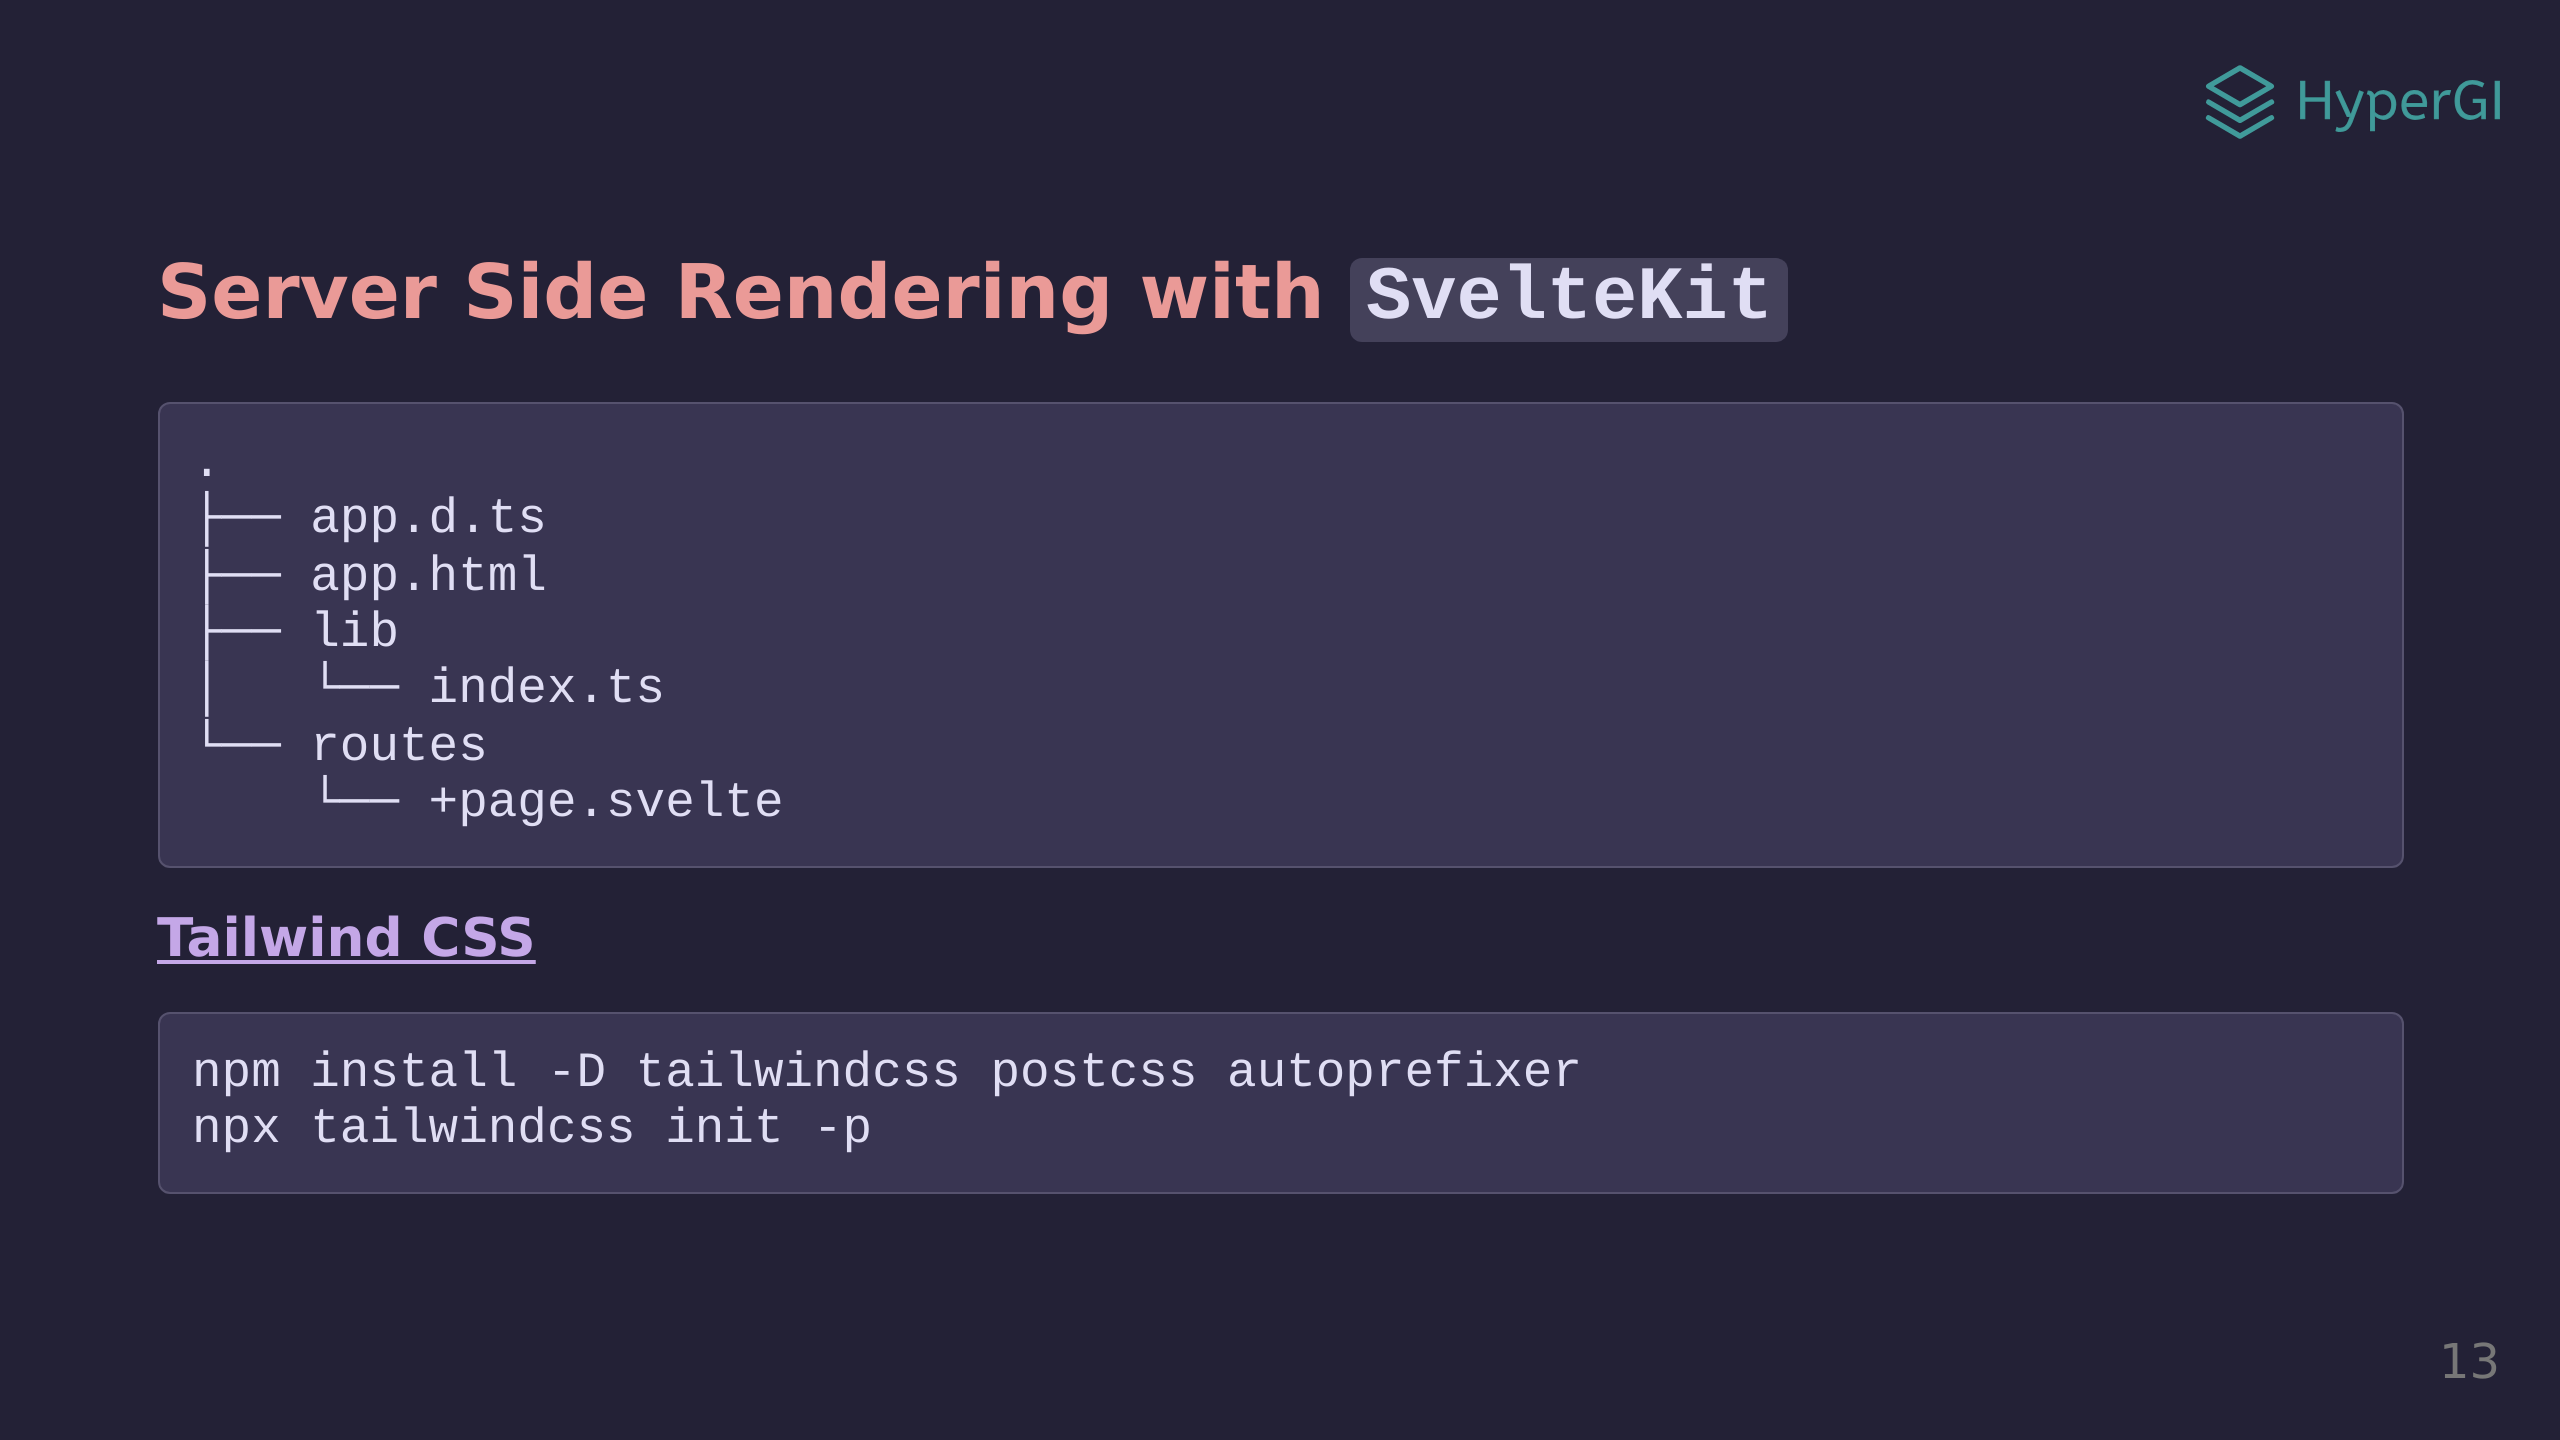 HyperGI
Server Side Rendering with SvelteKit
.
├── app.d.ts
├── app.html
├── lib
│   └── index.ts
└── routes
    └── +page.svelte
Tailwind CSS
npm install -D tailwindcss postcss autoprefixer
npx tailwindcss init -p
13